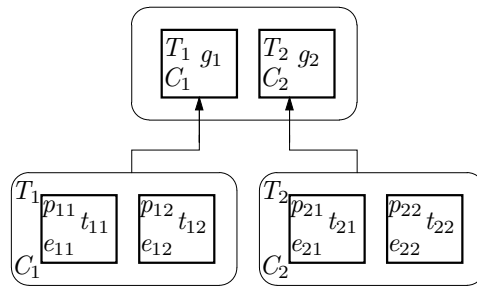 T₁ g₁ T₂ g₂
C₁ C₂
T₁ T₂
p₁₁ p₁₂ p₂₁ p₂₂
t₁₁ t₁₂ t₂₁ t₂₂
e₁₁ e₁₂ e₂₁ e₂₂
C₁ C₂